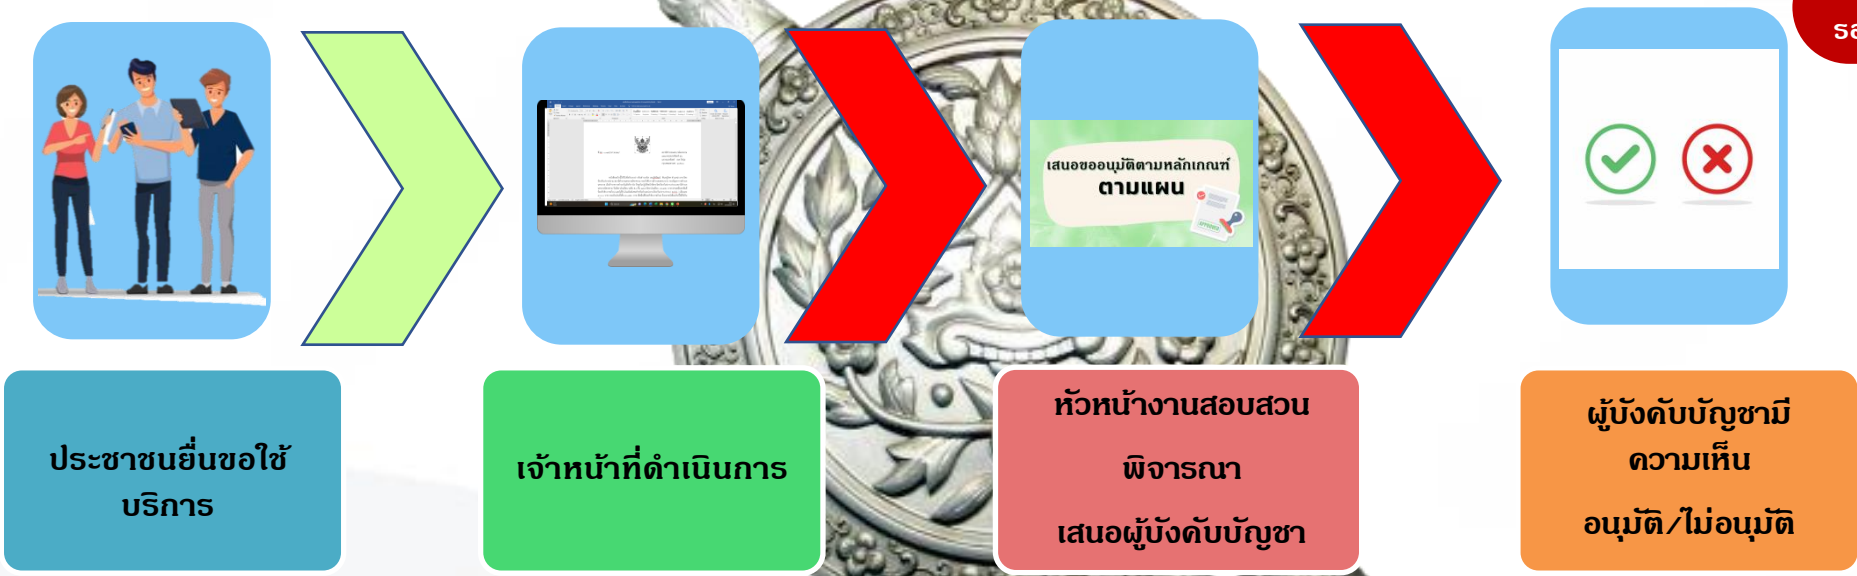 เสนอขออนุมัติตามหลักเกณฑ์
ตามแผน
ประชาชนยื่นขอใช้
บริการ
เจ้าหน้าที่ดำเนินการ
หัวหน้างานสอบสวน
พิจารณา
เสนอผู้บังคับบัญชา
ผู้บังคับบัญชามี
ความเห็น
อนุมัติ/ไม่อนุมัติ